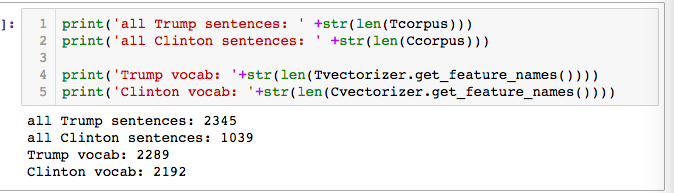 ]:
1 print('all Trump sentences: ' +str(len(Tcorpus)))
2 print('all Clinton sentences: ' +str(len(Ccorpus)))
3
4 print('Trump vocab: '+str(len(Tvectorizer.get_feature_names())))
5 print('Clinton vocab: '+str(len(Cvectorizer.get_feature_names())))
all Trump sentences: 2345
all Clinton sentences: 1039
Trump vocab: 2289
Clinton vocab: 2192